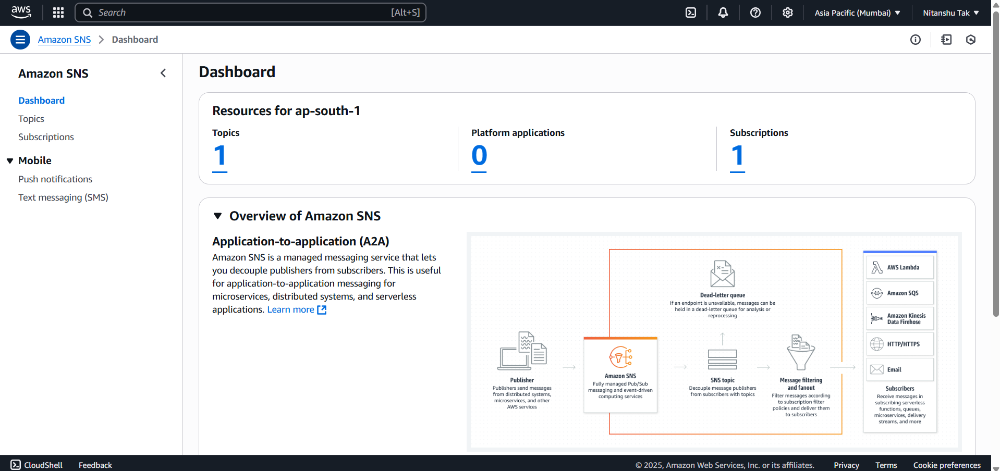 aws
Search [Alt+S]
Asia Pacific (Mumbai)
Nitanshu Tak
Amazon SNS
Dashboard
Amazon SNS
Dashboard
Topics
Subscriptions
Mobile
Push notifications
Text messaging (SMS)
Dashboard
Resources for ap-south-1
Topics
1
Platform applications
0
Subscriptions
1
Overview of Amazon SNS
Application-to-application (A2A)
Amazon SNS is a managed messaging service that lets
you decouple publishers from subscribers. This is useful
for application-to-application messaging for
microservices, distributed systems, and serverless
applications. Learn more
Publisher
Publishers send messages
from distributed systems,
microservices, and other
AWS services
Amazon SNS
Fully managed Pub/Sub
messaging and event-driven
computing services
Dead-letter queue
If an endpoint is unavailable, messages can be
held in a dead-letter queue for analysis or
reprocessing
SNS topic
Decouple message publishers
from subscribers with topics
Message filtering
and fanout
Filter messages according
to subscription filter
policies and deliver them
to subscribers
AWS Lambda
Amazon SQS
Amazon Kinesis
Data Firehose
HTTP/HTTPS
Email
Subscribers
Receive messages in
subscribing serverless
functions, queues,
microservices, delivery
streams, and more
CloudShell
Feedback
© 2025, Amazon Web Services, Inc. or its affiliates.
Privacy
Terms
Cookie preferences